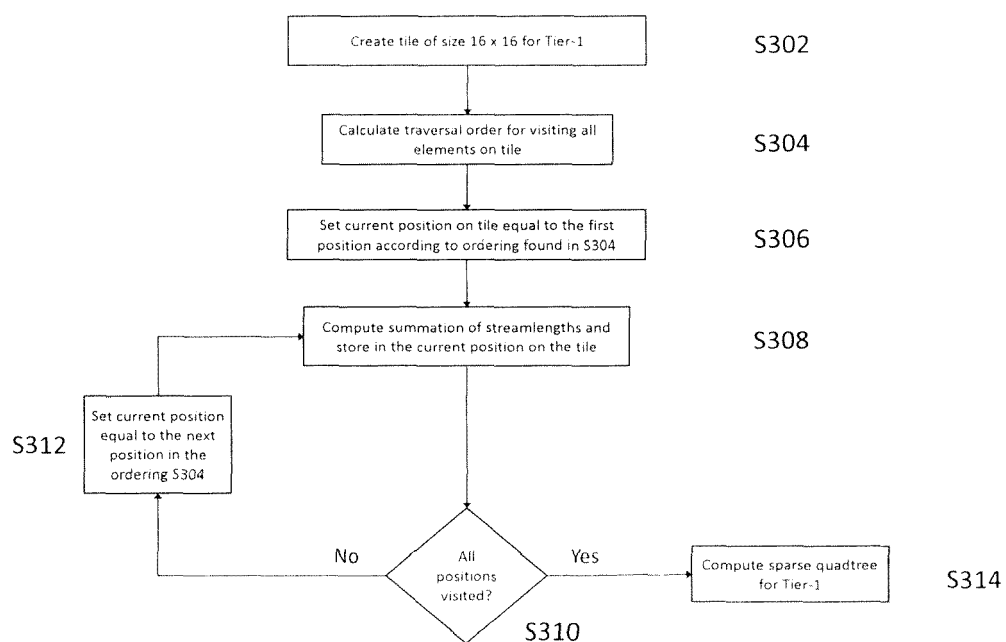 Create tile of size 16 x 16 for Tier-1
S302
Calculate traversal order for visiting all
elements on tile
S304
Set current position on tile equal to the first
position according to ordering found in S304
S306
Compute summation of streamlengths and
store in the current position on the tile
S308
Set current position
equal to the next
position in the
ordering S304
S312
No
All
positions
visited?
Yes
S310
Compute sparse quadtree
for Tier-1
S314